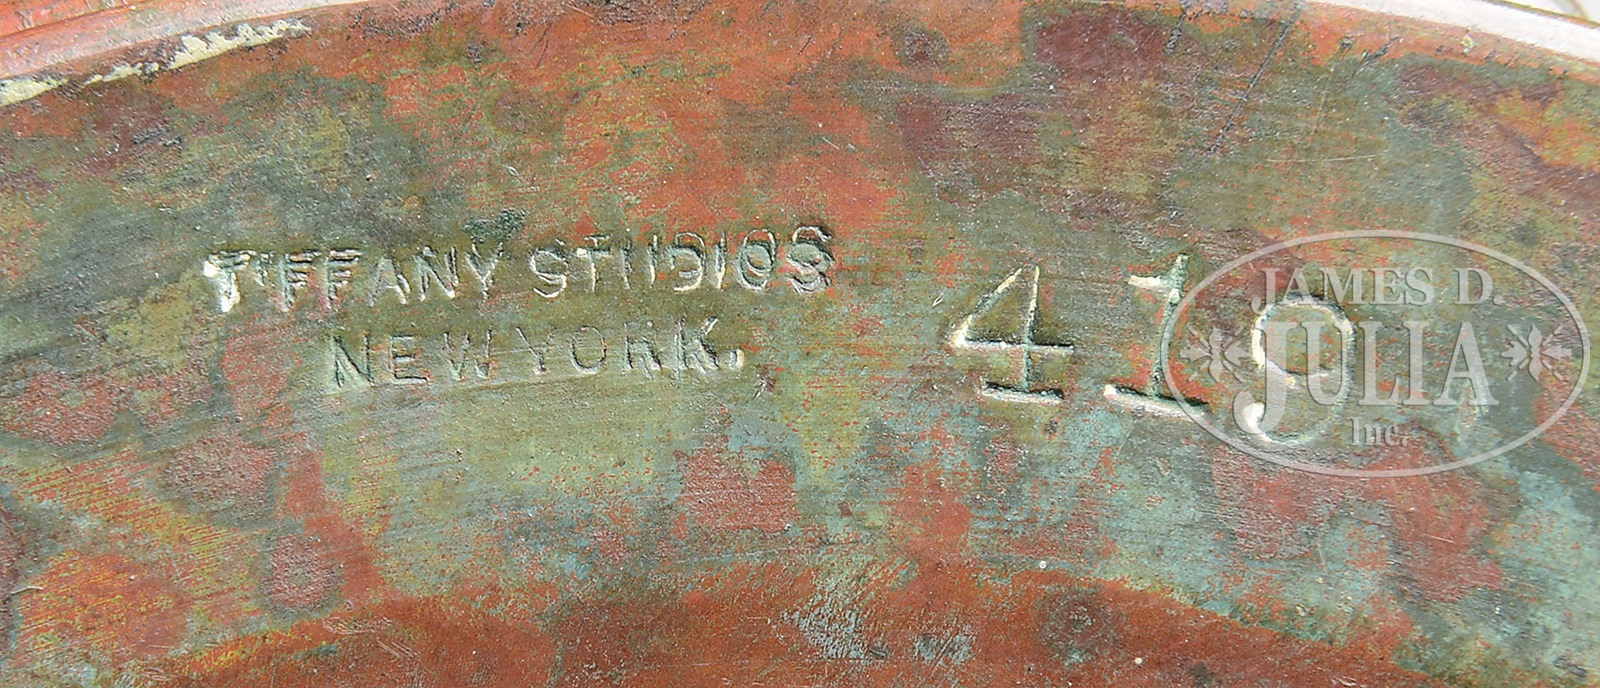 TIFFANY STUDIOS
NEW YORK.
419
JAMES D.
JULIA
Inc.